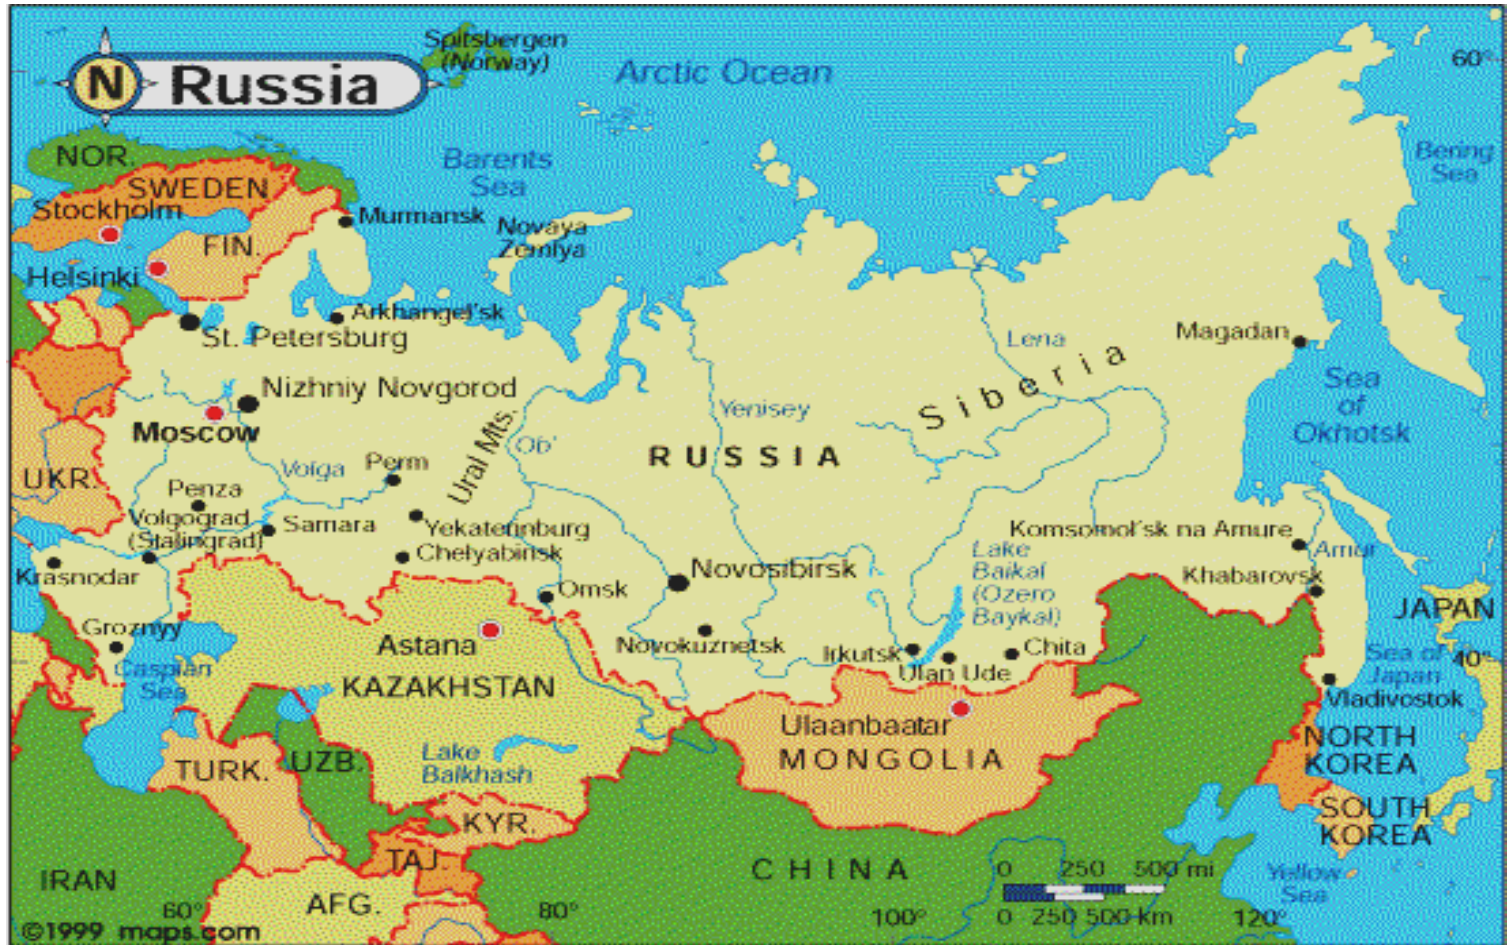 Spitsbergen
(Norway)
Arctic Ocean
60°
N
Russia
NOR.
Barents
Sea
Bering
Sea
SWEDEN
Stockholm
Murmansk
Novaya
Zemlya
FIN.
Helsinki
Arkhangel'sk
St. Petersburg
Lena
Magadan
Siberia
Sea
of
Okhotsk
Nizhniy Novgorod
Yenisey
Moscow
Ural Mts.
Ob'
RUSSIA
UKR.
Volga
Perm
Penza
Volgograd
(Stalingrad)
Samara
Yekaterinburg
Chelyabinsk
Komsomol'sk na Amure
Amur
Krasnodar
Omsk
Novosibirsk
Lake
Baikal
(Ozero
Baykal)
Khabarovsk
JAPAN
Groznyy
Astana
Novokuznetsk
Irkutsk
Ulan Ude
Chita
Sea of
Japan
40°
Caspian
Sea
KAZAKHSTAN
Vladivostok
Ulaanbaatar
MONGOLIA
NORTH
KOREA
TURK.
UZB.
Lake
Balkhash
SOUTH
KOREA
KYR.
TAJ.
CHINA
0 250 500 mi
0 250 500 km
Yellow
Sea
IRAN
AFG.
60°
80°
100°
120°
©1999 maps.com